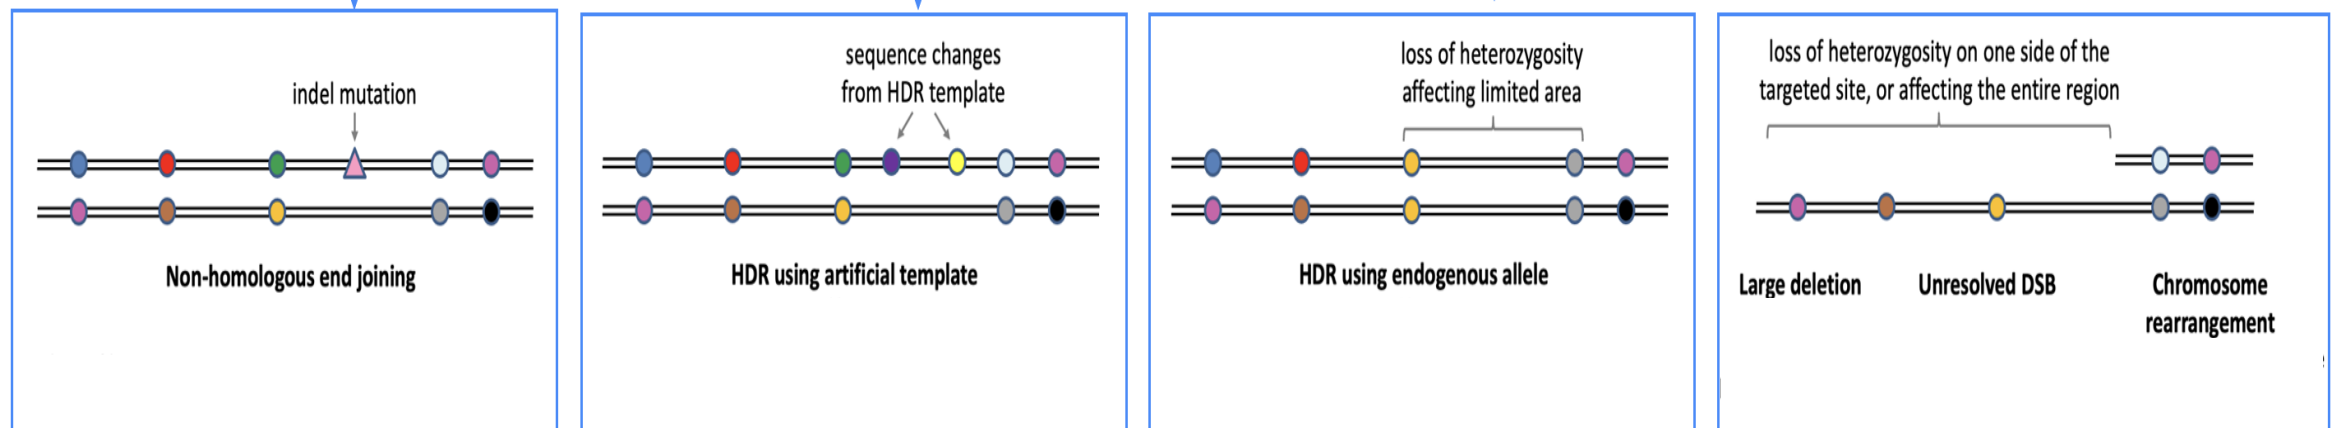 indel mutation
Non-homologous end joining
sequence changes
from HDR template
HDR using artificial template
loss of heterozygosity
affecting limited area
HDR using endogenous allele
loss of heterozygosity on one side of the
targeted site, or affecting the entire region
Large deletion
Unresolved DSB
Chromosome
rearrangement